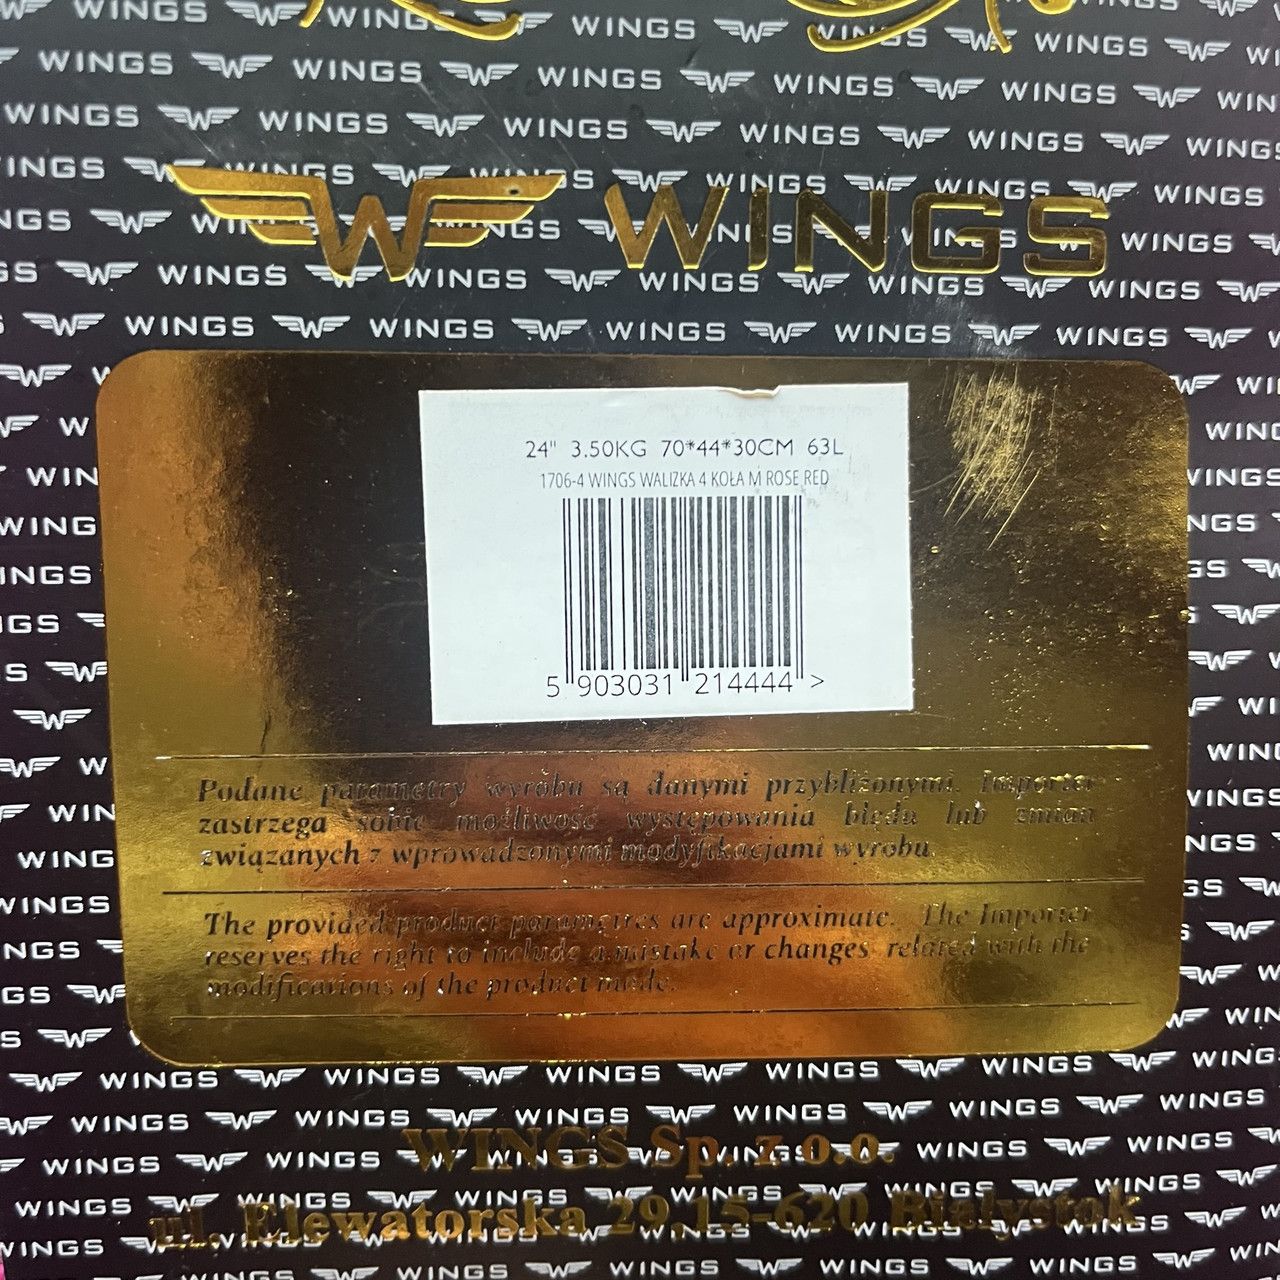 WINGS
24" 3.50KG 70*44*30CM 63L
1706-4 WINGS WALIZKA 4 KOŁA M ROSE RED
5 903031 214444 >
Podane parametry wyrobu są danymi przybliżonymi. Importer
zastrzega sobie możliwość występowania błędu lub zmian
związanych z wprowadzonymi modyfikacjami wyrobu.
The provided product parametres are approximate. The Importer
reserves the right to include a mistake or changes related with the
modifications of the product made.
WINGS Sp. z o.o.
ul. Elewatorska 29, 15-620 Białystok